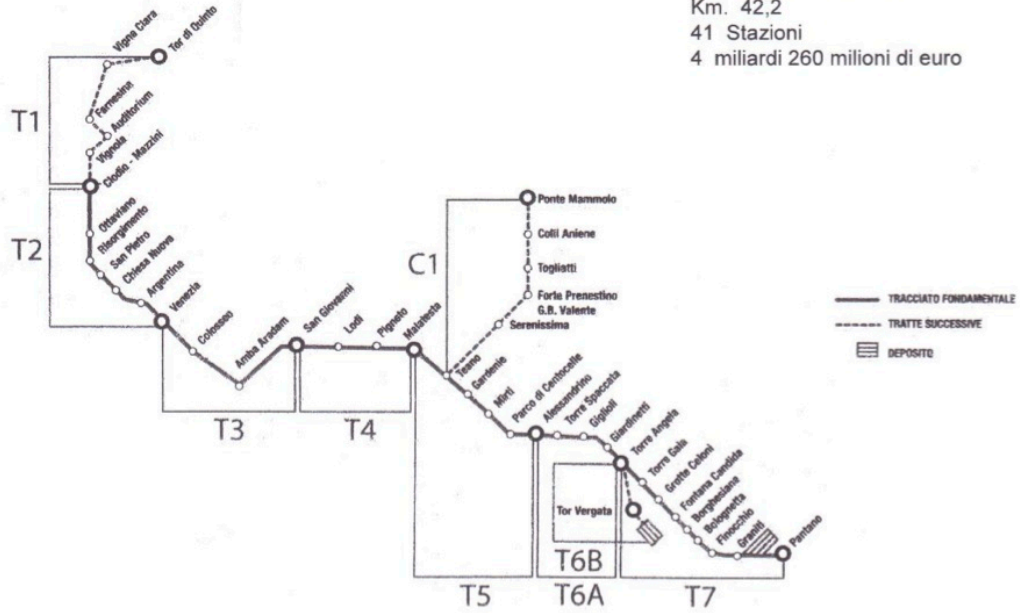 Km. 42,2
41 Stazioni
4 miliardi 260 milioni di euro
Vigna Clara
Tor di Quinto
T1
Farnesina
Auditorium
Vignola
Clodio - Mazzini
T2
Ottaviano
Risorgimento
San Pietro
Chiesa Nuova
Argentina
Venezia
Colosseo
Amba Aradam
T3
San Giovanni
Lodi
Pigneto
Malatesta
T4
C1
Ponte Mammolo
Colli Aniene
Togliatti
Forte Prenestino
G.B. Valente
Serenissima
Teano
Gardenie
Mirti
Parco di Centocelle
T5
Alessandrino
Torre Spaccata
Giglioli
Giardinetti
Torre Angela
Tor Vergata
T6B
T6A
Torre Gaia
Grotte Celoni
Fontana Candida
Borghesiana
Bolognetta
Finocchio
Graniti
Pantano
T7
TRACCIATO FONDAMENTALE
TRATTE SUCCESSIVE
DEPOSITO